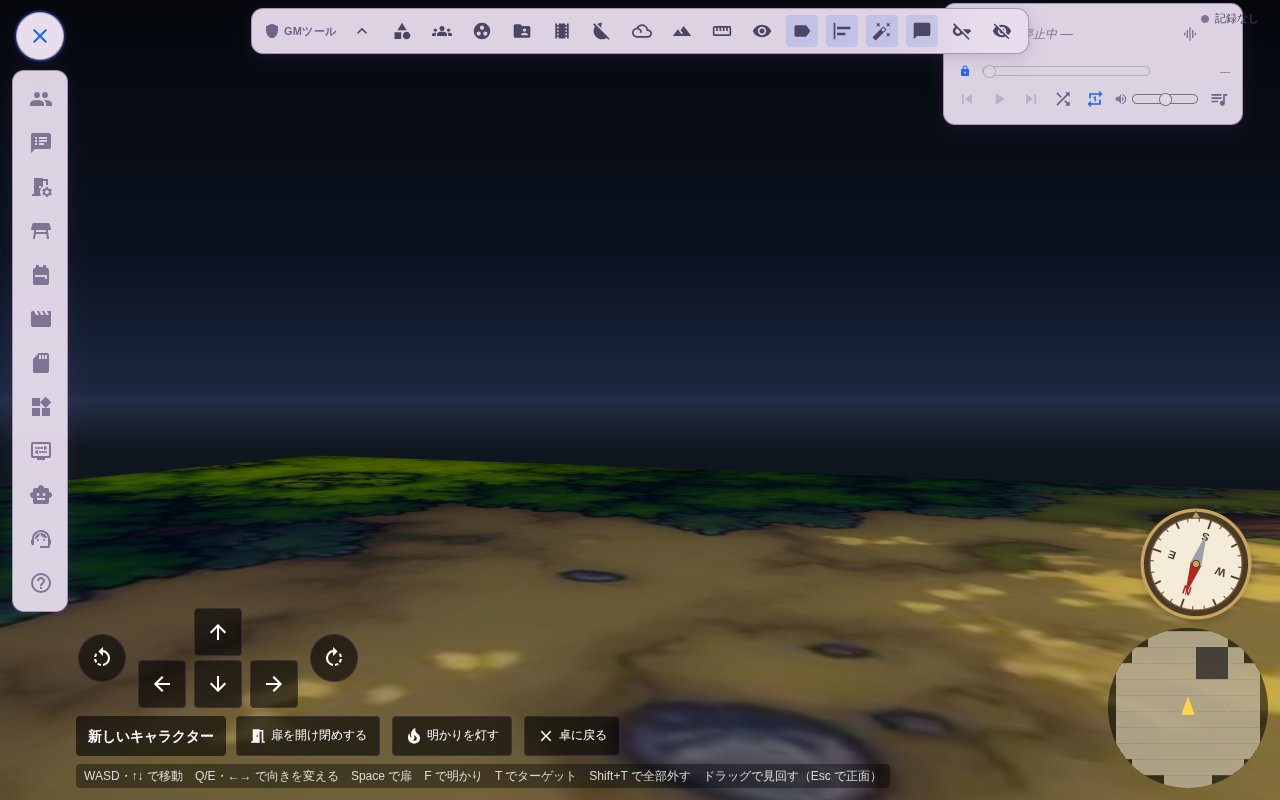 GMツール
停止中 —
記録なし
—
S
E
W
N
新しいキャラクター
扉を開け閉めする
明かりを灯す
卓に戻る
WASD・↑↓ で移動　Q/E・←→ で向きを変える　Space で扉　F で明かり　T でターゲット　Shift+T で全部外す　ドラッグで見回す（Esc で正面）